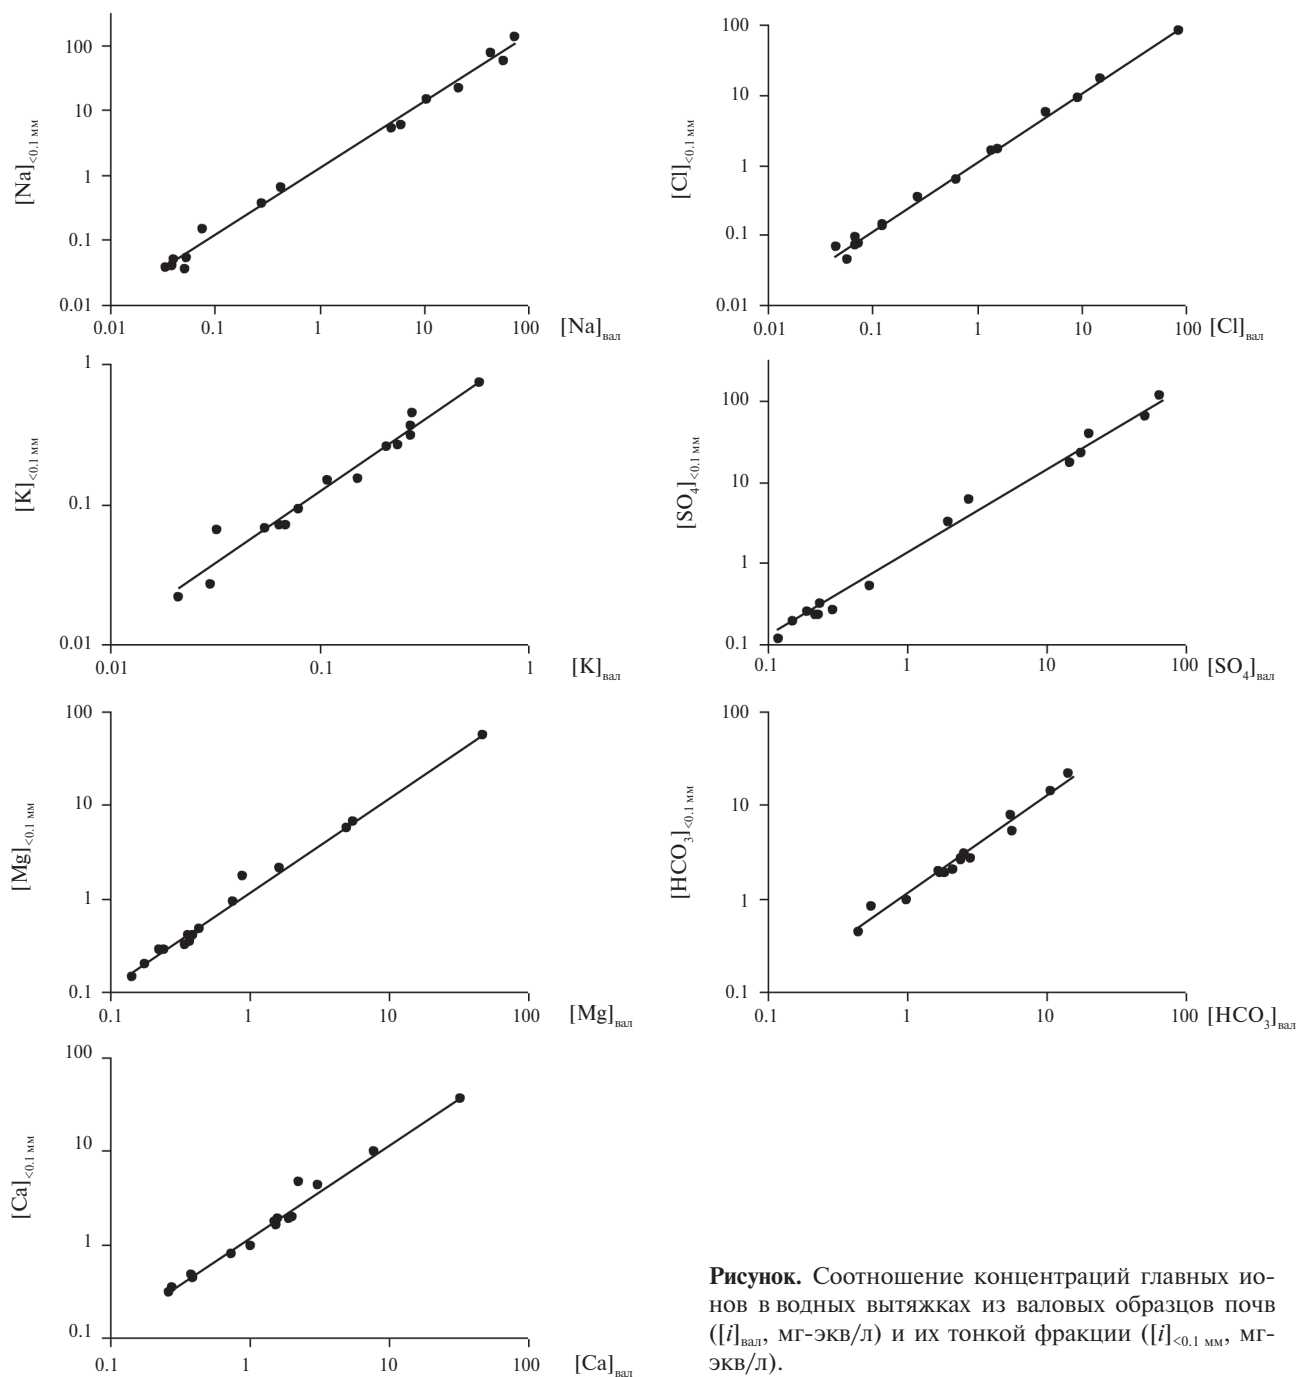 100
10
1
0.1
0.01
[Na]<0.1 мм
0.01 0.1 1 10 100 [Na]вал
100
10
1
0.1
0.01
[Cl]<0.1 мм
0.01 0.1 1 10 100 [Cl]вал
1
0.1
0.01
[K]<0.1 мм
0.01 0.1 1
[K]вал
100
10
1
0.1
[SO4]<0.1 мм
0.1 1 10 100 [SO4]вал
100
10
1
0.1
[Mg]<0.1 мм
0.1 1 10 100 [Mg]вал
100
10
1
0.1
[HCO3]<0.1 мм
0.1 1 10 100 [HCO3]вал
100
10
1
0.1
[Ca]<0.1 мм
0.1 1 10 100 [Ca]вал
Рисунок. Соотношение концентраций главных ио-
нов в водных вытяжках из валовых образцов почв
([i]вал, мг-экв/л) и их тонкой фракции ([i]<0.1 мм, мг-
экв/л).